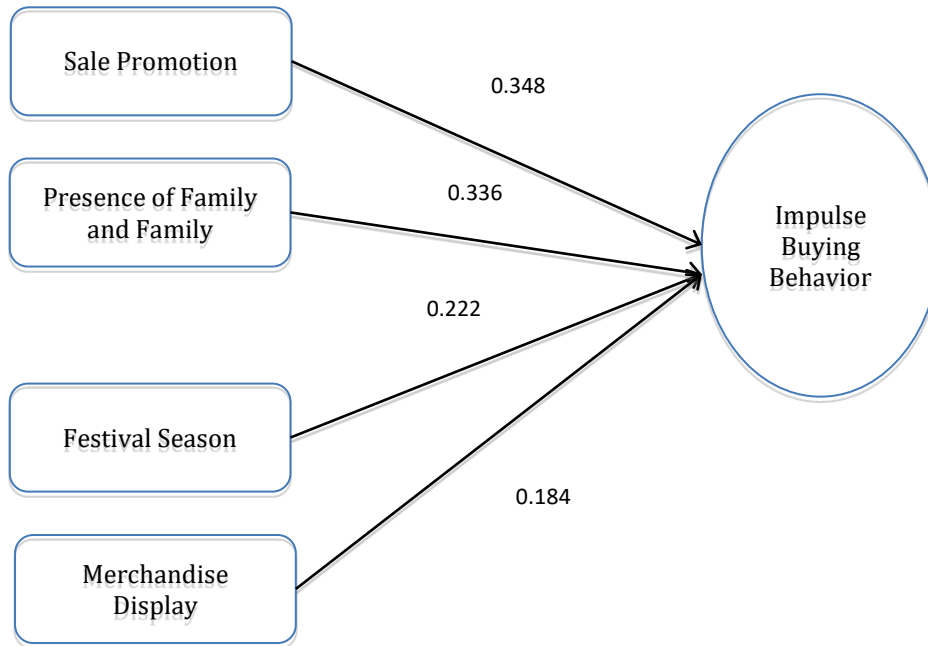 Sale Promotion
0.348
Presence of Family
and Family
0.336
Impulse
Buying
Behavior
0.222
Festival Season
0.184
Merchandise
Display